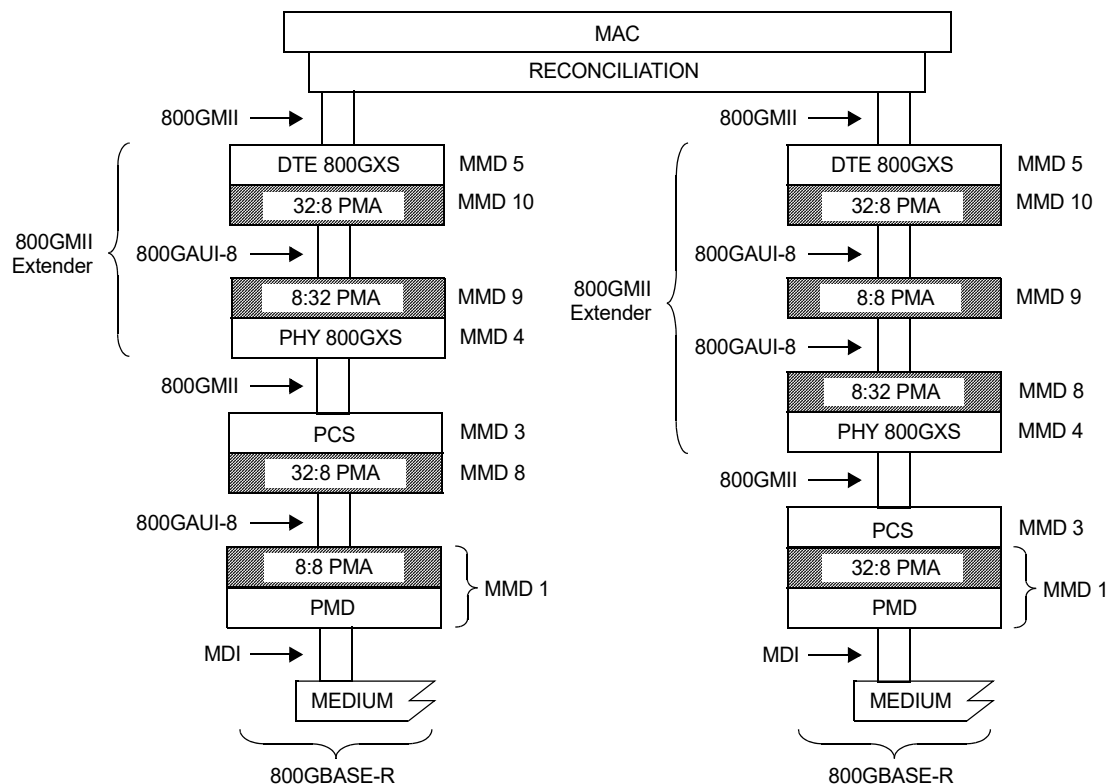 MAC
RECONCILIATION
800GMII
DTE 800GXS
MMD 5
32:8 PMA
MMD 10
800GMII
Extender
800GAUI-8
8:32 PMA
MMD 9
PHY 800GXS
MMD 4
800GMII
PCS
MMD 3
32:8 PMA
MMD 8
800GAUI-8
8:8 PMA
MMD 1
PMD
MDI
MEDIUM
800GBASE-R
800GMII
DTE 800GXS
MMD 5
32:8 PMA
MMD 10
800GAUI-8
800GMII
Extender
8:8 PMA
MMD 9
800GAUI-8
8:32 PMA
MMD 8
PHY 800GXS
MMD 4
800GMII
PCS
MMD 3
32:8 PMA
MMD 1
PMD
MDI
MEDIUM
800GBASE-R